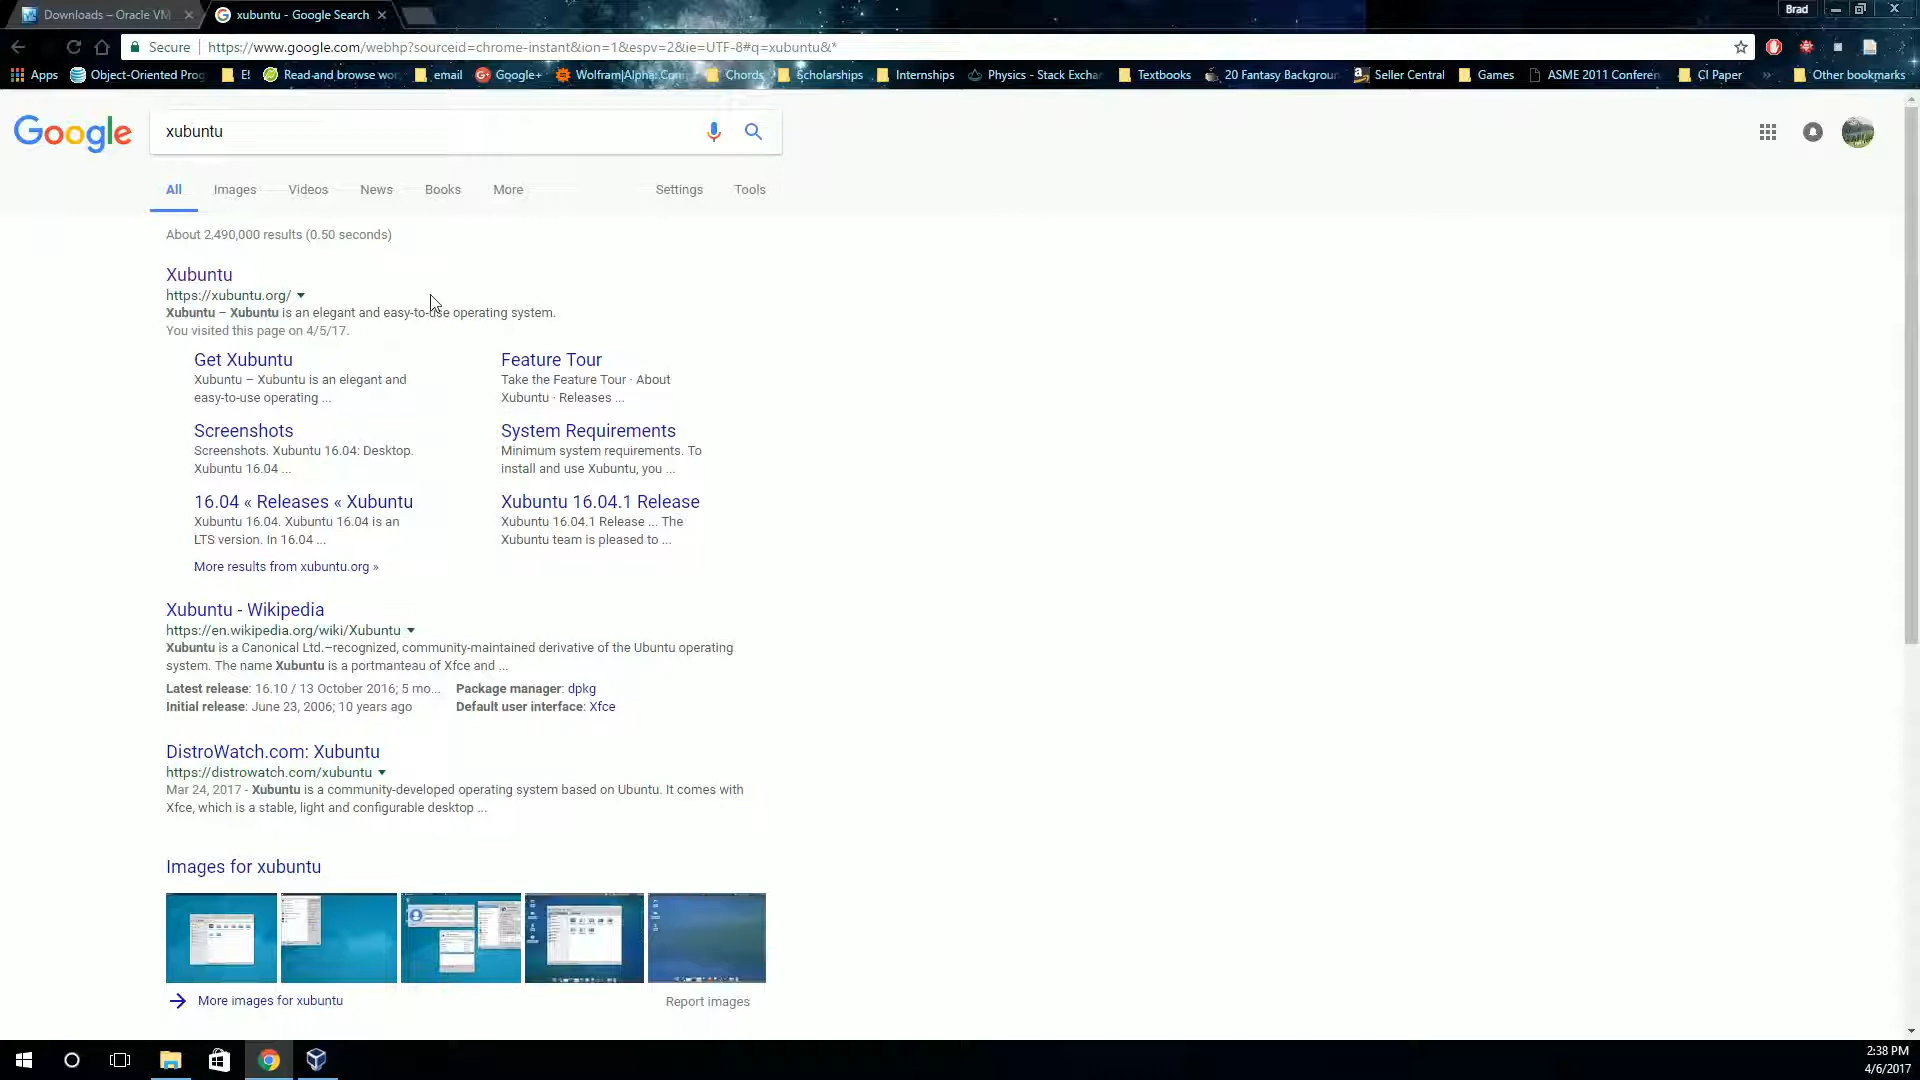 Downloads – Oracle VM
xubuntu - Google Search
Brad
Secure
https://www.google.com/webhp?sourceid=chrome-instant&ion=1&espv=2&ie=UTF-8#q=xubuntu&*
Apps
Object-Oriented Prog
E!
Read and browse wo
email
Google+
Wolfram|Alpha: Com
Chords
Scholarships
Internships
Physics - Stack Exchan
Textbooks
20 Fantasy Backgroun
Seller Central
Games
ASME 2011 Conferen
CI Paper
»
Other bookmarks
Google
xubuntu
All
Images
Videos
News
Books
More
Settings
Tools
About 2,490,000 results (0.50 seconds)
Xubuntu
https://xubuntu.org/
Xubuntu – Xubuntu is an elegant and easy-to-use operating system.
You visited this page on 4/5/17.
Get Xubuntu
Xubuntu – Xubuntu is an elegant and
easy-to-use operating ...
Feature Tour
Take the Feature Tour · About
Xubuntu · Releases ...
Screenshots
Screenshots. Xubuntu 16.04: Desktop.
Xubuntu 16.04 ...
System Requirements
Minimum system requirements. To
install and use Xubuntu, you ...
16.04 « Releases « Xubuntu
Xubuntu 16.04. Xubuntu 16.04 is an
LTS version. In 16.04 ...
Xubuntu 16.04.1 Release
Xubuntu 16.04.1 Release ... The
Xubuntu team is pleased to ...
More results from xubuntu.org »
Xubuntu - Wikipedia
https://en.wikipedia.org/wiki/Xubuntu
Xubuntu is a Canonical Ltd.–recognized, community-maintained derivative of the Ubuntu operating
system. The name Xubuntu is a portmanteau of Xfce and ...
Latest release: 16.10 / 13 October 2016; 5 mo...
Package manager: dpkg
Initial release: June 23, 2006; 10 years ago
Default user interface: Xfce
DistroWatch.com: Xubuntu
https://distrowatch.com/xubuntu
Mar 24, 2017 - Xubuntu is a community-developed operating system based on Ubuntu. It comes with
Xfce, which is a stable, light and configurable desktop ...
Images for xubuntu
More images for xubuntu
Report images
2:38 PM
4/6/2017